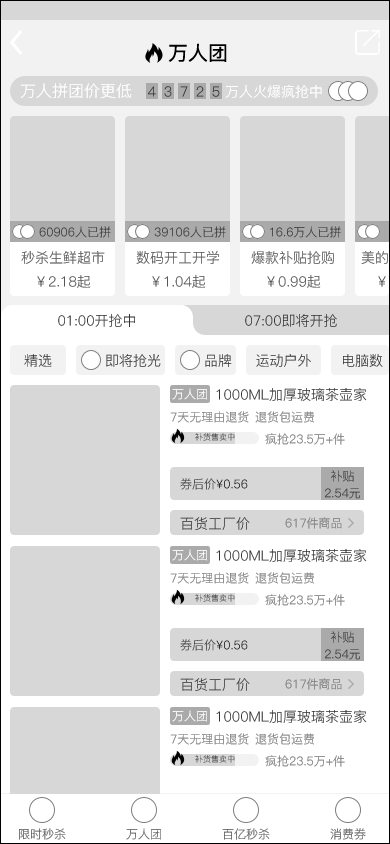 万人团
万人拼团价更低 4 3 7 2 5 万人火爆疯抢中
60906人已拼 39106人已拼 16.6万人已拼
秒杀生鲜超市 数码开工开学 爆款补贴抢购 美的
￥2.18起 ￥1.04起 ￥0.99起 ￥
01:00开抢中 07:00即将开抢
精选 即将抢光 品牌 运动户外 电脑数
万人团 1000ML加厚玻璃茶壶家
7天无理由退货 退货包运费
补货售卖中 疯抢23.5万+件
券后价¥0.56 补贴
2.54元
百货工厂价 617件商品 >
万人团 1000ML加厚玻璃茶壶家
7天无理由退货 退货包运费
补货售卖中 疯抢23.5万+件
券后价¥0.56 补贴
2.54元
百货工厂价 617件商品 >
万人团 1000ML加厚玻璃茶壶家
7天无理由退货 退货包运费
补货售卖中 疯抢23.5万+件
限时秒杀 万人团 百亿秒杀 消费券